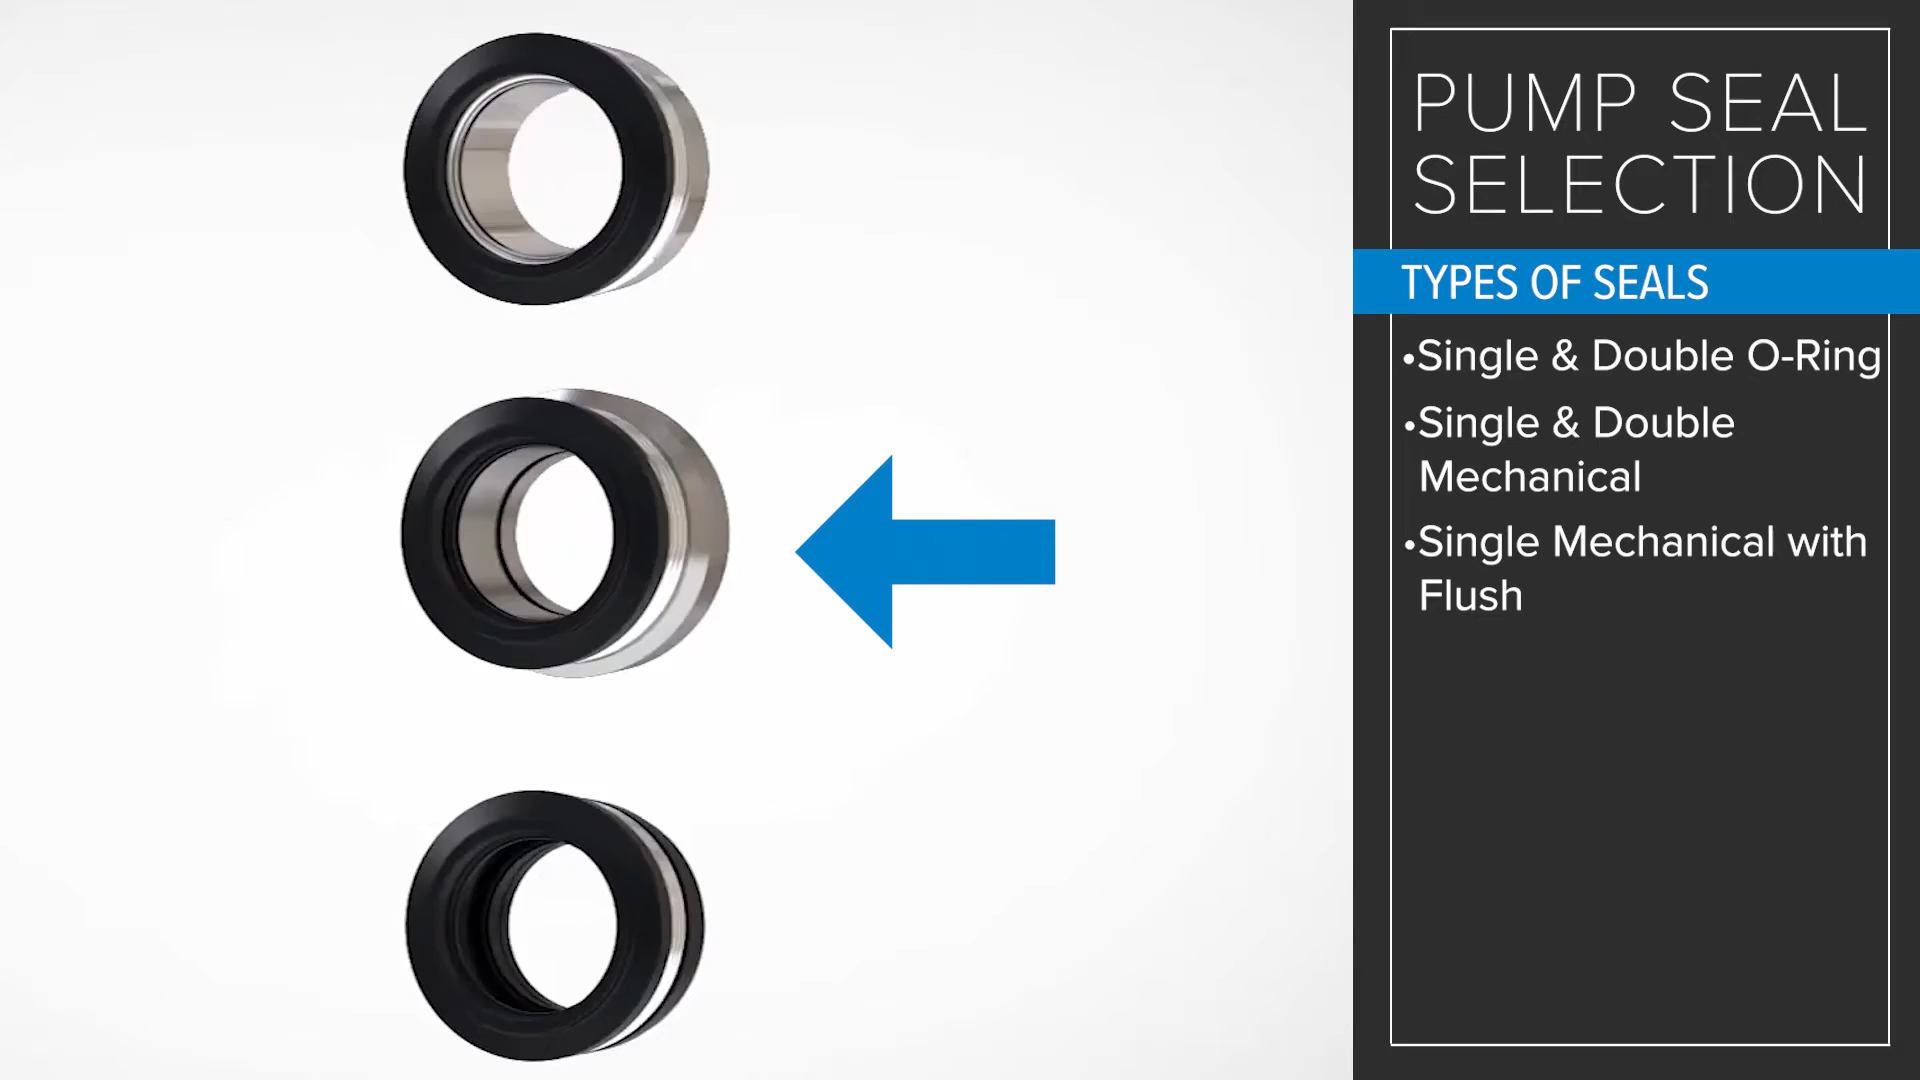 PUMP SEAL
SELECTION
TYPES OF SEALS
•Single & Double O-Ring
•Single & Double
Mechanical
•Single Mechanical with
Flush